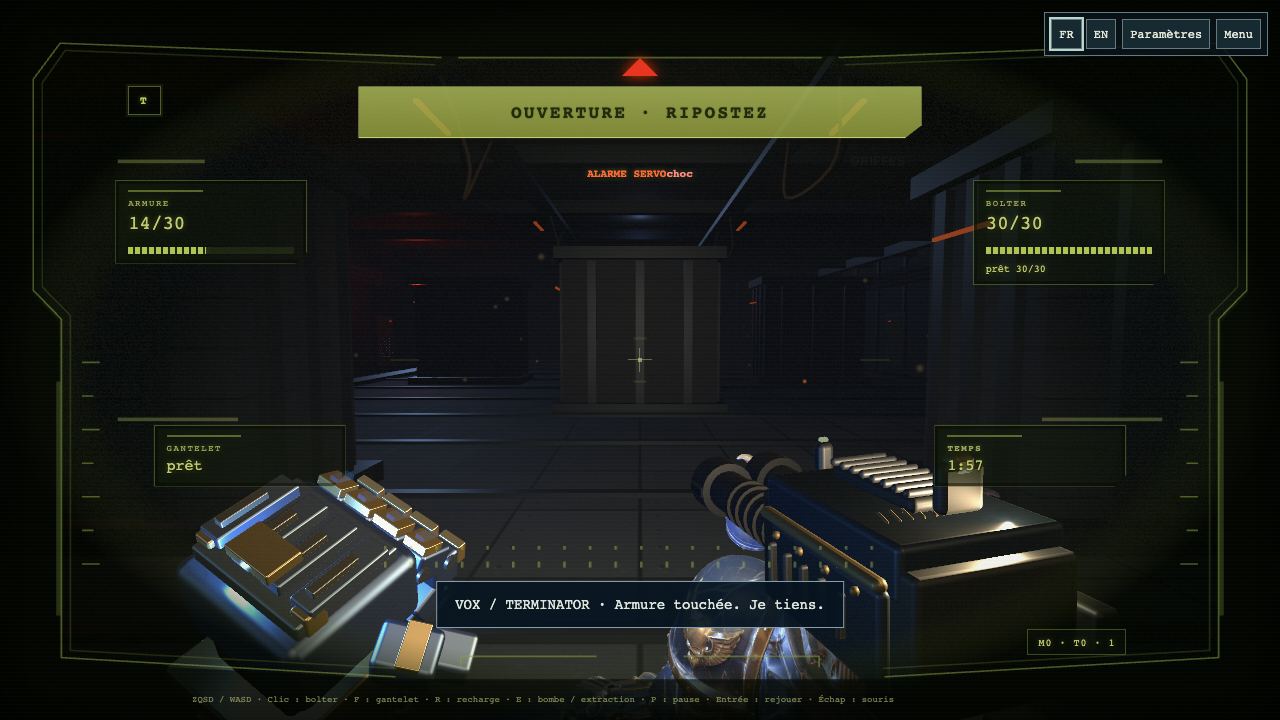 FR EN Paramètres Menu
T
OUVERTURE · RIPOSTEZ
ALARME SERVOchoc
ARMURE
14/30
BOLTER
30/30
prêt 30/30
GANTELET
prêt
TEMPS
1:57
VOX / TERMINATOR · Armure touchée. Je tiens.
M0 · T0 · 1
ZQSD / WASD · Clic : bolter · F : gantelet · R : recharge · E : bombe / extraction · P : pause · Entrée : rejouer · Échap : souris